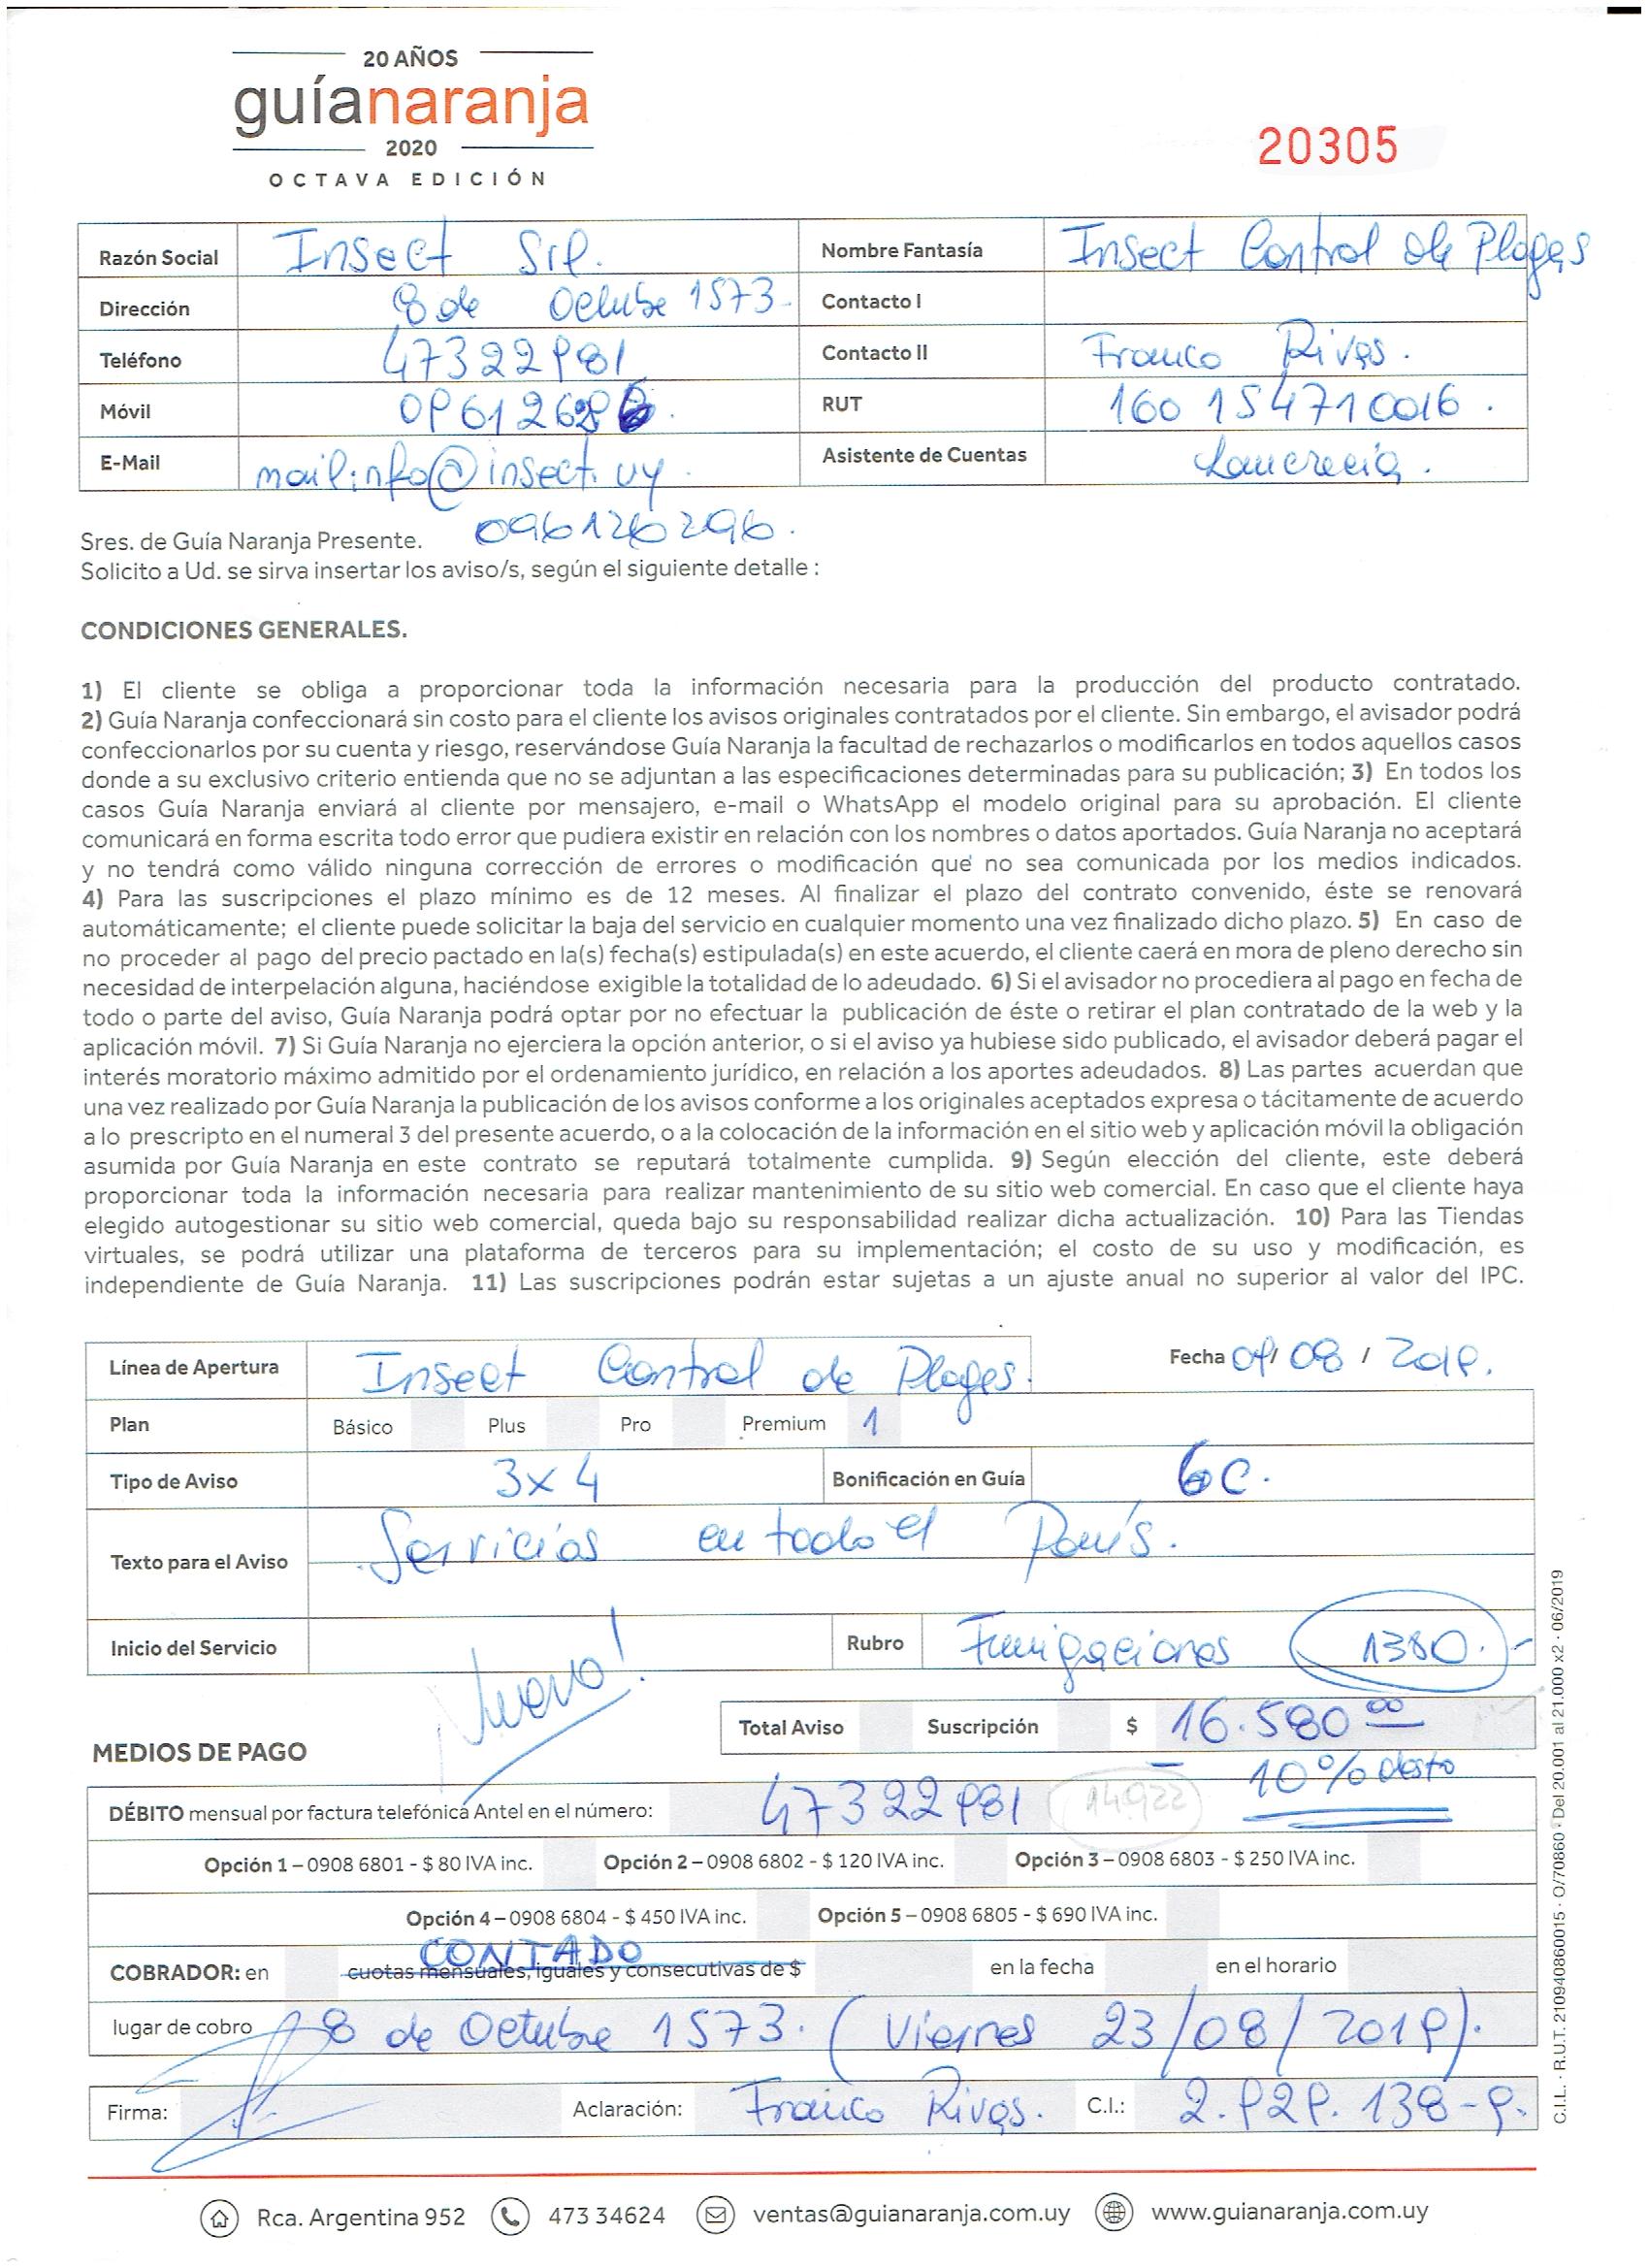 20 AÑOS
guíanaranja
2020
OCTAVA EDICIÓN
20305
Razón Social Insect Srl. Nombre Fantasía Insect Control de Plagas
Dirección 8 de Octubre 1573 Contacto I
Teléfono 47322981 Contacto II Franco Rivas.
Móvil RUT 160154710016.
E-Mail mailinfo@insect.uy Asistente de Cuentas
096126296.
Sres. de Guía Naranja Presente.
Solicito a Ud. se sirva insertar los aviso/s, según el siguiente detalle :
CONDICIONES GENERALES.
1) El cliente se obliga a proporcionar toda la información necesaria para la producción del producto contratado.
2) Guía Naranja confeccionará sin costo para el cliente los avisos originales contratados por el cliente. Sin embargo, el avisador podrá
confeccionarlos por su cuenta y riesgo, reservándose Guía Naranja la facultad de rechazarlos o modificarlos en todos aquellos casos
donde a su exclusivo criterio entienda que no se adjuntan a las especificaciones determinadas para su publicación; 3) En todos los
casos Guía Naranja enviará al cliente por mensajero, e-mail o WhatsApp el modelo original para su aprobación. El cliente
comunicará en forma escrita todo error que pudiera existir en relación con los nombres o datos aportados. Guía Naranja no aceptará
y no tendrá como válido ninguna corrección de errores o modificación que no sea comunicada por los medios indicados.
4) Para las suscripciones el plazo mínimo es de 12 meses. Al finalizar el plazo del contrato convenido, éste se renovará
automáticamente; el cliente puede solicitar la baja del servicio en cualquier momento una vez finalizado dicho plazo. 5) En caso de
no proceder al pago del precio pactado en la(s) fecha(s) estipulada(s) en este acuerdo, el cliente caerá en mora de pleno derecho sin
necesidad de interpelación alguna, haciéndose exigible la totalidad de lo adeudado. 6) Si el avisador no procediera al pago en fecha de
todo o parte del aviso, Guía Naranja podrá optar por no efectuar la publicación de éste o retirar el plan contratado de la web y la
aplicación móvil. 7) Si Guía Naranja no ejerciera la opción anterior, o si el aviso ya hubiese sido publicado, el avisador deberá pagar el
interés moratorio máximo admitido por el ordenamiento jurídico, en relación a los aportes adeudados. 8) Las partes acuerdan que
una vez realizado por Guía Naranja la publicación de los avisos conforme a los originales aceptados expresa o tácitamente de acuerdo
a lo prescripto en el numeral 3 del presente acuerdo, o a la colocación de la información en el sitio web y aplicación móvil la obligación
asumida por Guía Naranja en este contrato se reputará totalmente cumplida. 9) Según elección del cliente, este deberá
proporcionar toda la información necesaria para realizar mantenimiento de su sitio web comercial. En caso que el cliente haya
elegido autogestionar su sitio web comercial, queda bajo su responsabilidad realizar dicha actualización. 10) Para las Tiendas
virtuales, se podrá utilizar una plataforma de terceros para su implementación; el costo de su uso y modificación, es
independiente de Guía Naranja. 11) Las suscripciones podrán estar sujetas a un ajuste anual no superior al valor del IPC.
Línea de Apertura Insect Control de Plagas. Fecha 09/ 08 / 2019.
Plan Básico Plus Pro Premium 1
Tipo de Aviso 3x4 Bonificación en Guía 6c.
Texto para el Aviso Servicios en todo el País.
Inicio del Servicio Rubro Fumigaciones 1380.-
Nuevo!
Total Aviso Suscripción $ 16.580 00
MEDIOS DE PAGO
10% desto
DÉBITO mensual por factura telefónica Antel en el número: 47322981 14922
Opción 1 – 0908 6801 - $ 80 IVA inc. Opción 2 – 0908 6802 - $ 120 IVA inc. Opción 3 – 0908 6803 - $ 250 IVA inc.
Opción 4 – 0908 6804 - $ 450 IVA inc. Opción 5 – 0908 6805 - $ 690 IVA inc.
CONTADO
COBRADOR: en cuotas mensuales, iguales y consecutivas de $ en la fecha en el horario
lugar de cobro 8 de Octubre 1573. (Viernes 23/08/2019).
Firma: Aclaración: Franco Rivas. C.I.: 2.929.138-9.
C.I.L. · R.U.T. 210940860015 · O/70860 · Del 20.001 al 21.000 x2 · 06/2019
Rca. Argentina 952 473 34624 ventas@guianaranja.com.uy www.guianaranja.com.uy